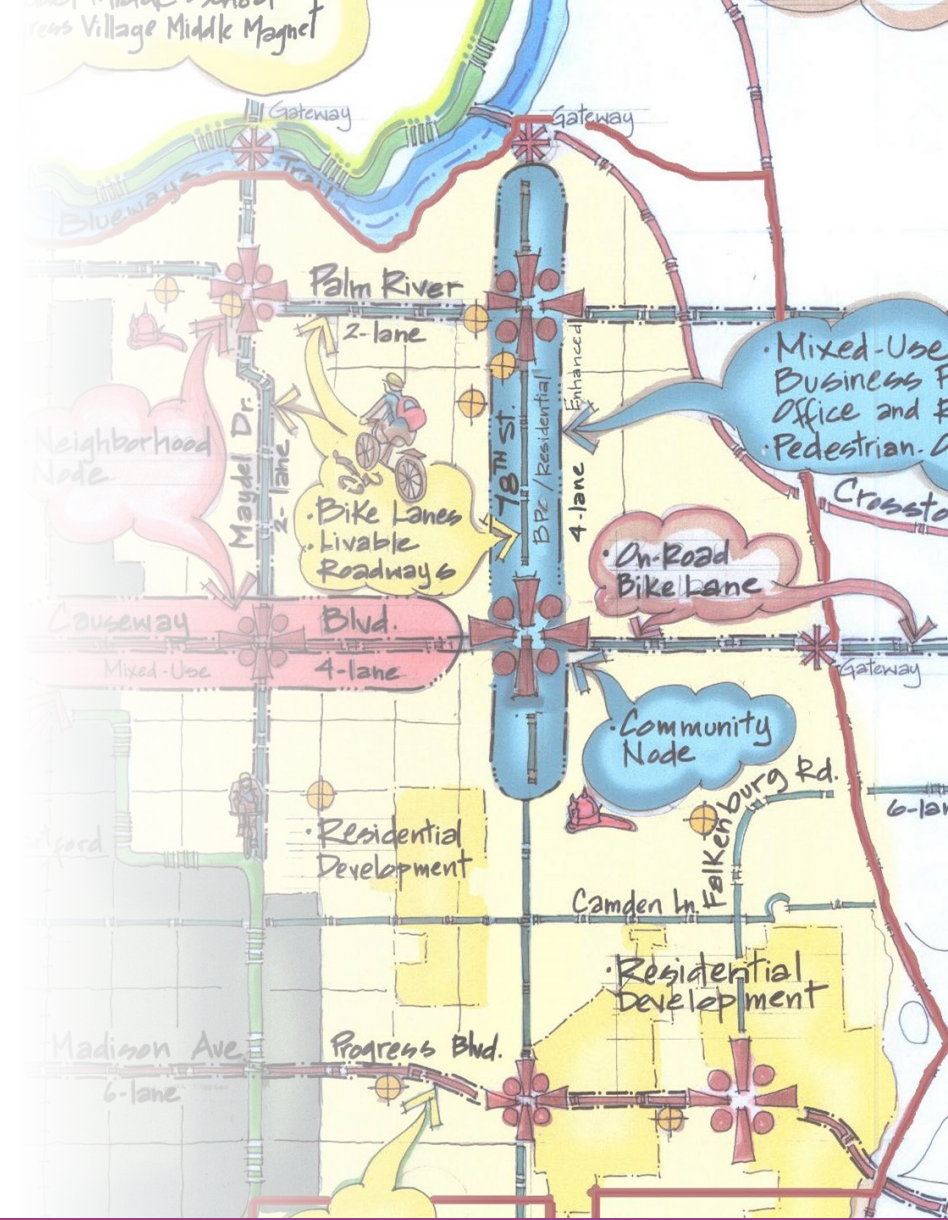 Village Middle Magnet
Gateway
Gateway
Blueways Trail
Palm River
2-lane
Enhanced
• Mixed-Use
Business
Office and
• Pedestrian.
Neighborhood
Node
Maydel Dr.
2-lane
78TH ST.
BPC/Residential
4-lane
• Bike Lanes
• Livable
Roadways
• On-Road
Bike Lane
Causeway Blvd.
Mixed-Use 4-lane
Gateway
• Community
Node
Falkenburg Rd.
• Residential
Development
Camden Ln.
• Residential
Development
Madison Ave
6-lane
Progress Blvd.